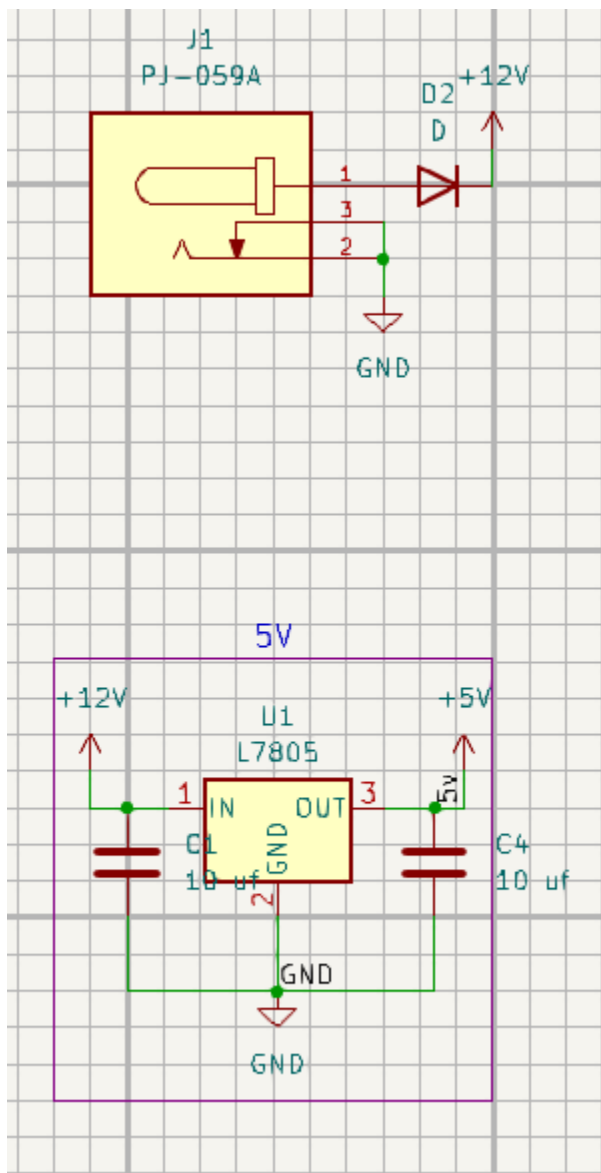 J1
PJ-059A
D2
D
+12V
1
3
2
GND
5V
+12V
+5V
U1
L7805
1
IN
OUT
3
5V
GND
2
C1
10 uf
C4
10 uf
GND
GND